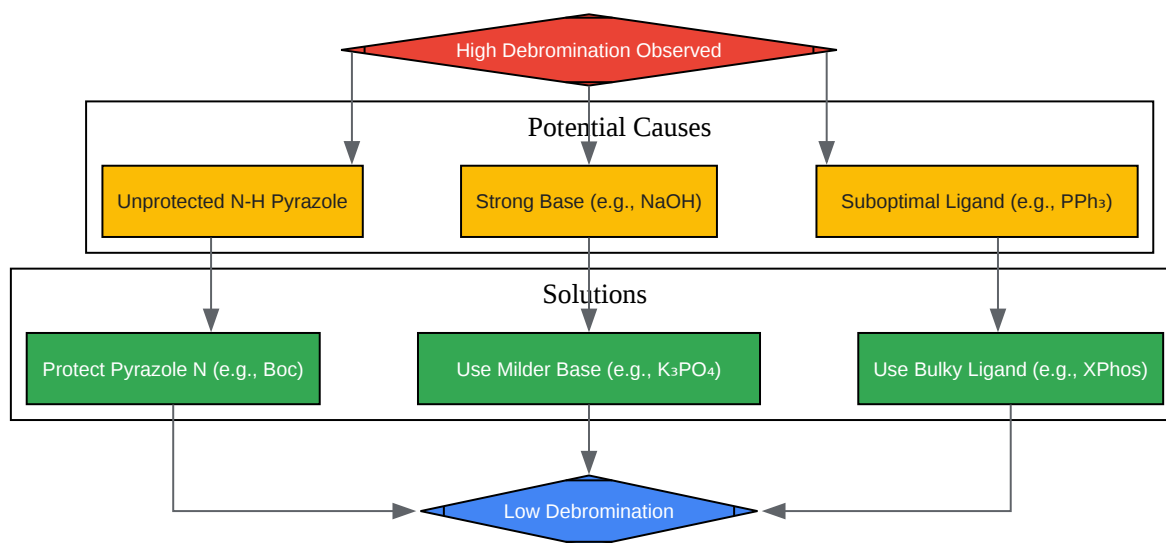 High Debromination Observed
Potential Causes
Unprotected N-H Pyrazole
Strong Base (e.g., NaOH)
Suboptimal Ligand (e.g., PPh₃)
Solutions
Protect Pyrazole N (e.g., Boc)
Use Milder Base (e.g., K₃PO₄)
Use Bulky Ligand (e.g., XPhos)
Low Debromination